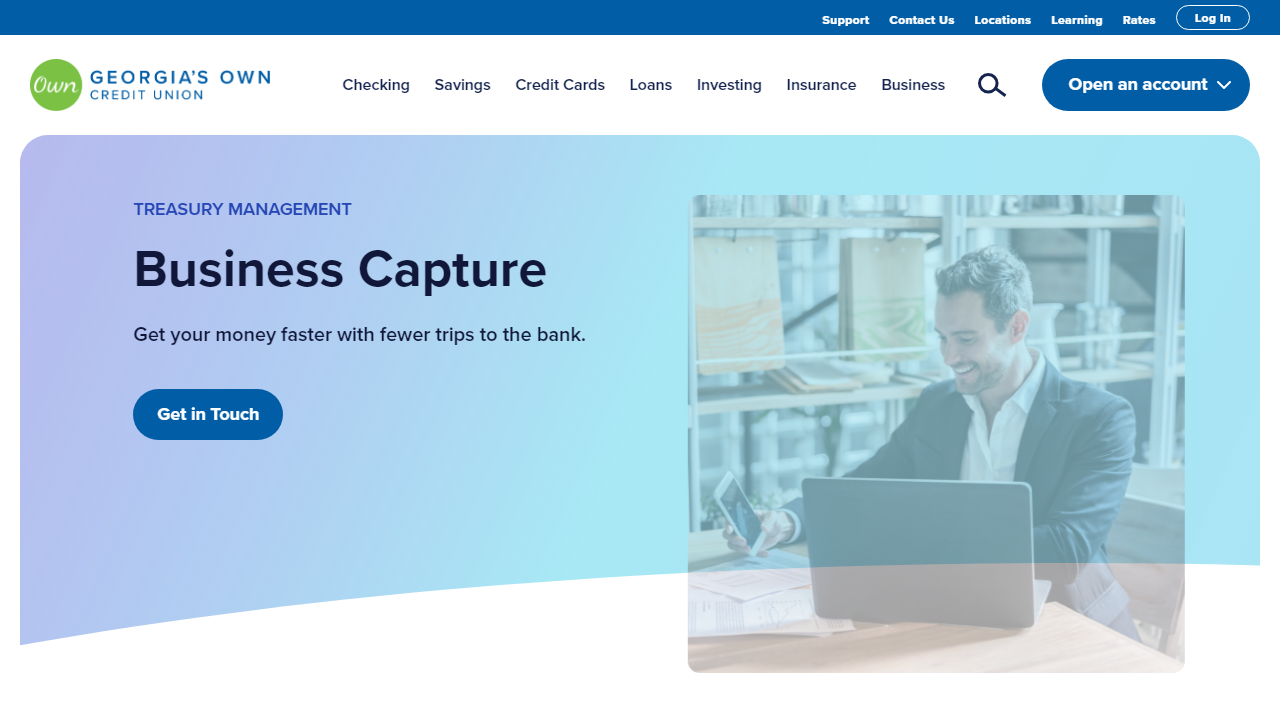 Support Contact Us Locations Learning Rates Log In
Own GEORGIA'S OWN
CREDIT UNION
Checking Savings Credit Cards Loans Investing Insurance Business Open an account
TREASURY MANAGEMENT
Business Capture
Get your money faster with fewer trips to the bank.
Get in Touch